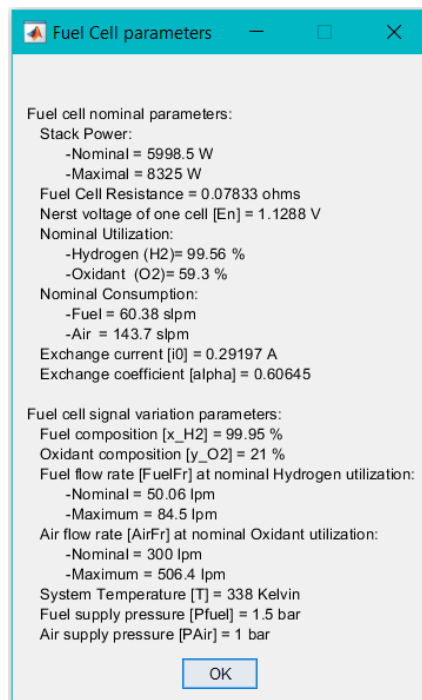 Fuel Cell parameters
Fuel cell nominal parameters:
Stack Power:
-Nominal = 5998.5 W
-Maximal = 8325 W
Fuel Cell Resistance = 0.07833 ohms
Nerst voltage of one cell [En] = 1.1288 V
Nominal Utilization:
-Hydrogen (H2)= 99.56 %
-Oxidant (O2)= 59.3 %
Nominal Consumption:
-Fuel = 60.38 slpm
-Air = 143.7 slpm
Exchange current [i0] = 0.29197 A
Exchange coefficient [alpha] = 0.60645
Fuel cell signal variation parameters:
Fuel composition [x_H2] = 99.95 %
Oxidant composition [y_O2] = 21 %
Fuel flow rate [FuelFr] at nominal Hydrogen utilization:
-Nominal = 50.06 lpm
-Maximum = 84.5 lpm
Air flow rate [AirFr] at nominal Oxidant utilization:
-Nominal = 300 lpm
-Maximum = 506.4 lpm
System Temperature [T] = 338 Kelvin
Fuel supply pressure [Pfuel] = 1.5 bar
Air supply pressure [PAir] = 1 bar
OK